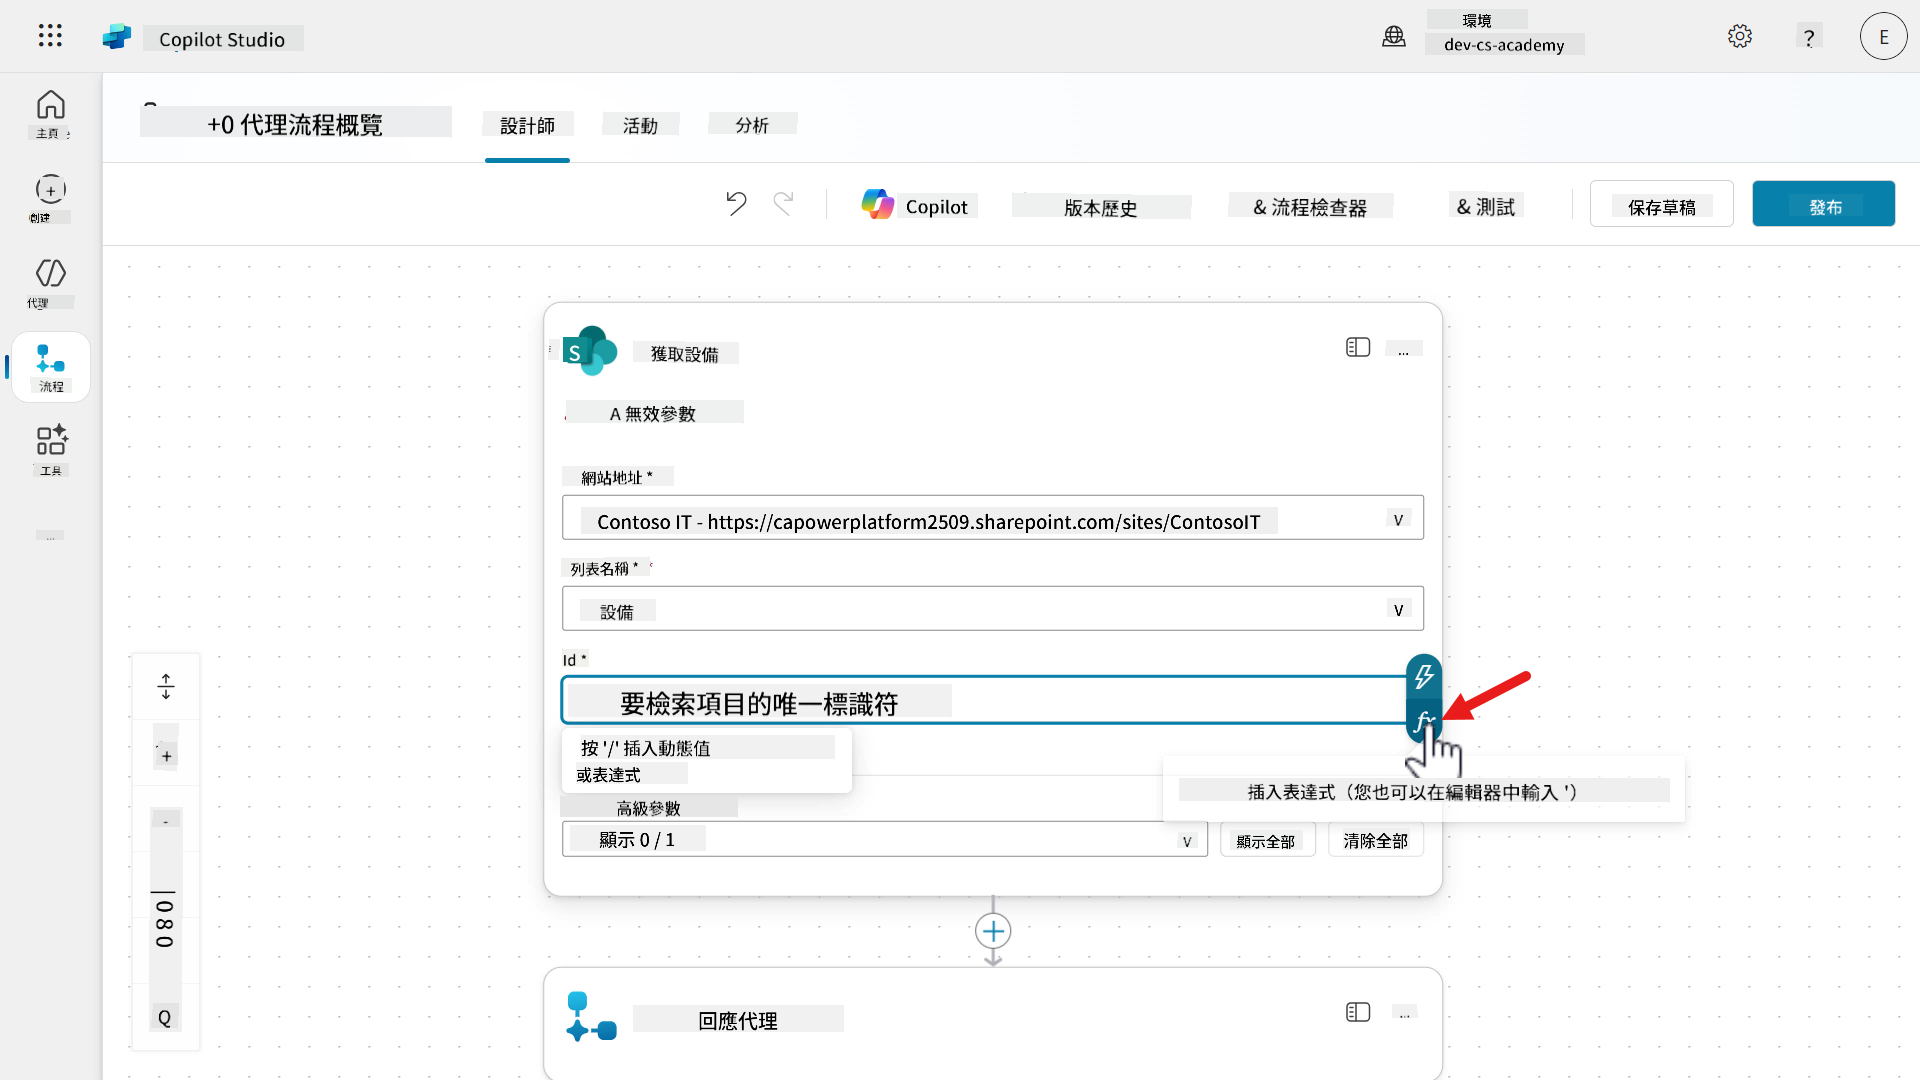 Copilot Studio
環境
dev-cs-academy
?
E
主頁
創建
代理
流程
工具
...
+0 代理流程概覽
設計師
活動
分析
Copilot
版本歷史
& 流程檢查器
& 測試
保存草稿
發布
S
獲取設備
...
A 無效參數
網站地址 *
Contoso IT - https://capowerplatform2509.sharepoint.com/sites/ContosoIT
V
列表名稱 *
設備
V
Id *
要檢索項目的唯一標識符
fx
按 '/' 插入動態值
或表達式
插入表達式（您也可以在編輯器中輸入 '）
高級參數
顯示 0 / 1
V
顯示全部
清除全部
+
-
|080
Q
回應代理
...